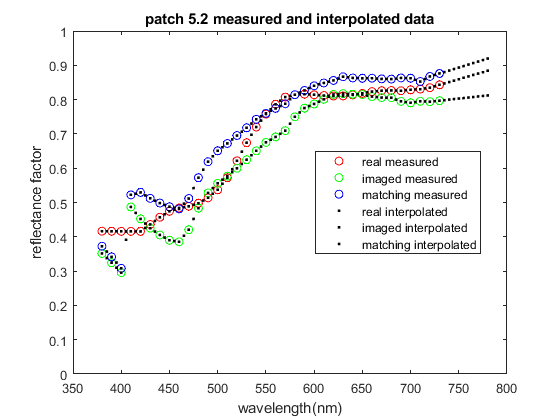 patch 5.2 measured and interpolated data
1
0.9
0.8
0.7
0.6
0.5
0.4
0.3
0.2
0.1
0
reflectance factor
real measured
imaged measured
matching measured
real interpolated
imaged interpolated
matching interpolated
350 400 450 500 550 600 650 700 750 800
wavelength(nm)